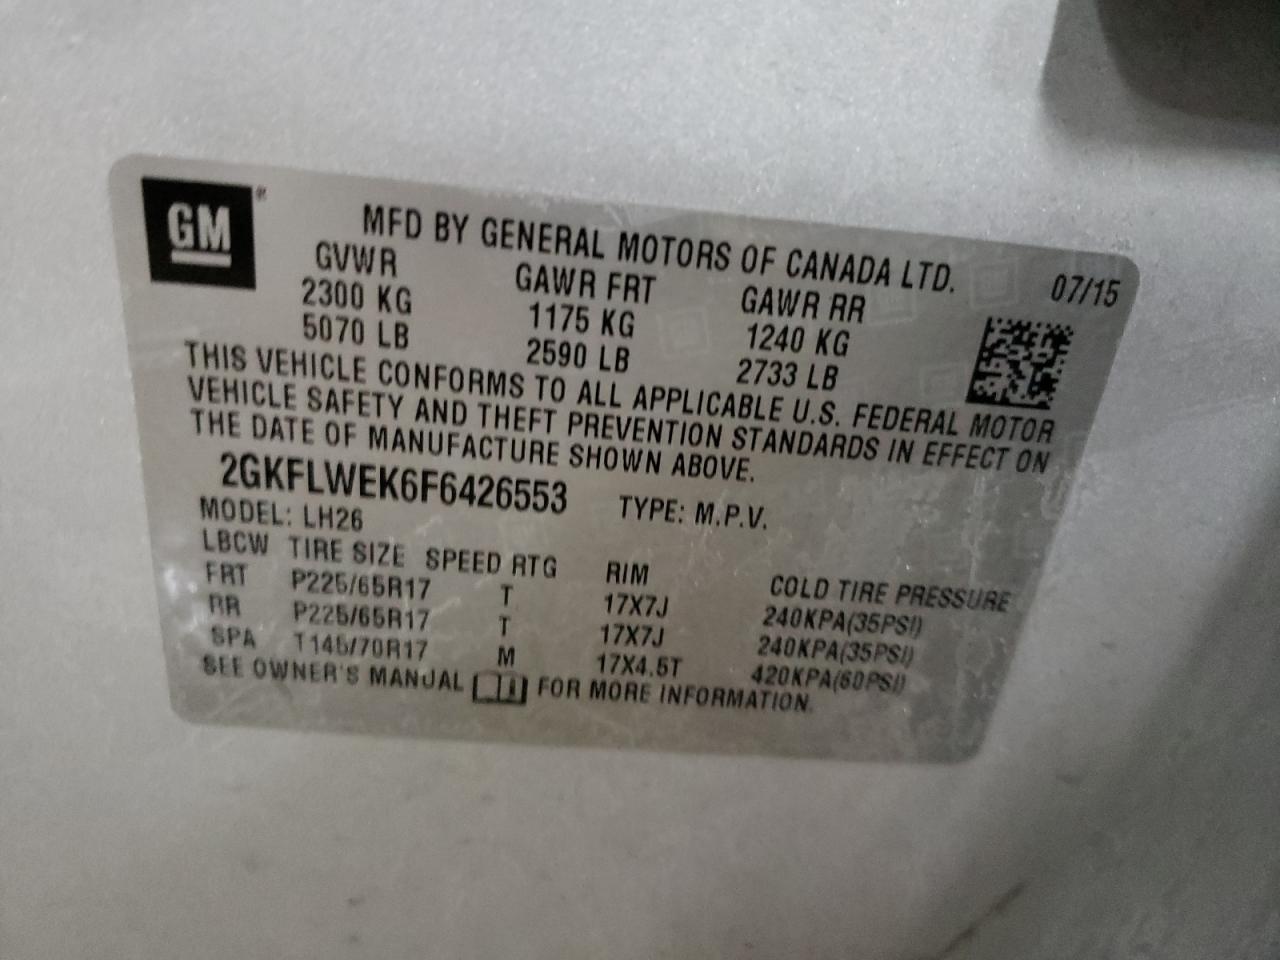 GM ®
MFD BY GENERAL MOTORS OF CANADA LTD.
07/15
GVWR GAWR FRT GAWR RR
2300 KG 1175 KG 1240 KG
5070 LB 2590 LB 2733 LB
THIS VEHICLE CONFORMS TO ALL APPLICABLE U.S. FEDERAL MOTOR
VEHICLE SAFETY AND THEFT PREVENTION STANDARDS IN EFFECT ON
THE DATE OF MANUFACTURE SHOWN ABOVE.
2GKFLWEK6F6426553 TYPE: M.P.V.
MODEL: LH26
LBCW TIRE SIZE SPEED RTG RIM COLD TIRE PRESSURE
FRT P225/65R17 T 17X7J 240KPA(35PSI)
RR P225/65R17 T 17X7J 240KPA(35PSI)
SPA T145/70R17 M 17X4.5T 420KPA(60PSI)
SEE OWNER'S MANUAL FOR MORE INFORMATION.